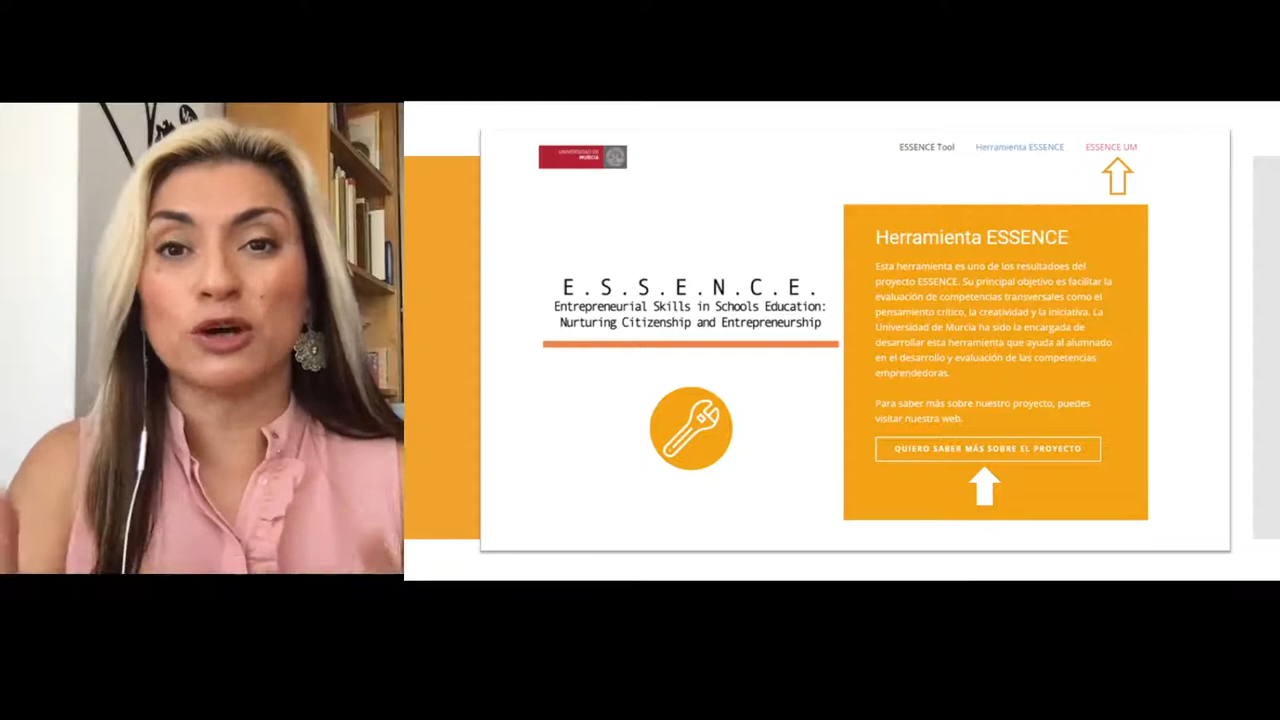 UNIVERSIDAD DE
MURCIA
ESSENCE Tool
Herramienta ESSENCE
ESSENCE UM
E.S.S.E.N.C.E.
Entrepreneurial Skills in Schools Education:
Nurturing Citizenship and Entrepreneurship
Herramienta ESSENCE
Esta herramienta es uno de los resultadoes del
proyecto ESSENCE. Su principal objetivo es facilitar la
evaluación de competencias transversales como el
pensamiento crítico, la creatividad y la iniciativa. La
Universidad de Murcia ha sido la encargada de
desarrollar esta herramienta que ayuda al alumnado
en el desarrollo y evaluación de las competencias
emprendedoras.
Para saber más sobre nuestro proyecto, puedes
visitar nuestra web.
QUIERO SABER MÁS SOBRE EL PROYECTO